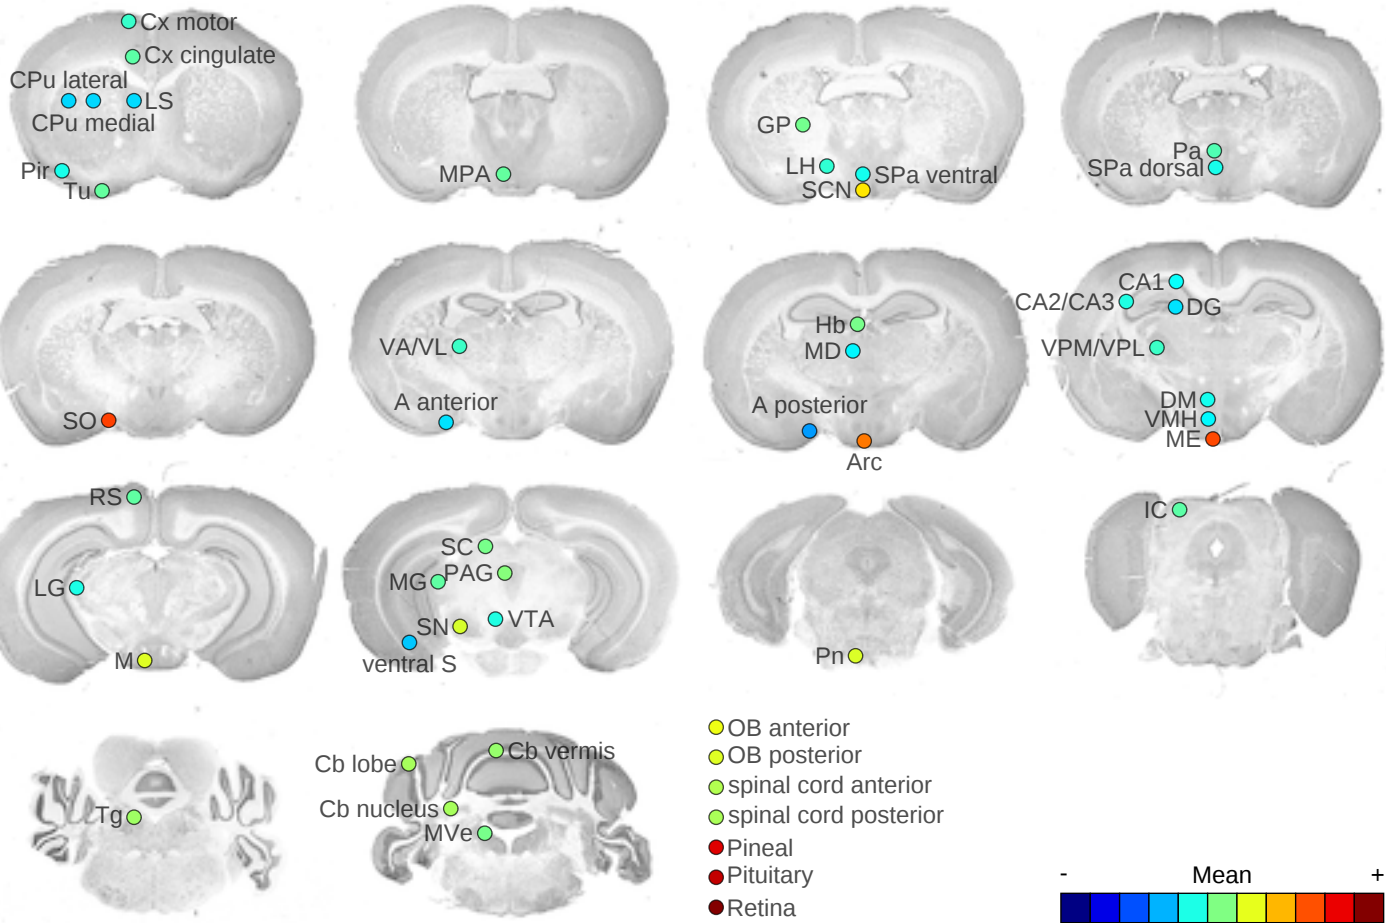 Cx motor
Cx cingulate
CPu lateral
LS
CPu medial
Pir
Tu
MPA
GP
LH
SPa ventral
SCN
Pa
SPa dorsal
SO
VA/VL
A anterior
Hb
MD
A posterior
Arc
CA1
CA2/CA3
DG
VPM/VPL
DM
VMH
ME
RS
LG
M
SC
PAG
MG
SN
VTA
ventral S
Pn
IC
Tg
Cb lobe
Cb vermis
Cb nucleus
MVe
OB anterior
OB posterior
spinal cord anterior
spinal cord posterior
Pineal
Pituitary
Retina
- Mean +